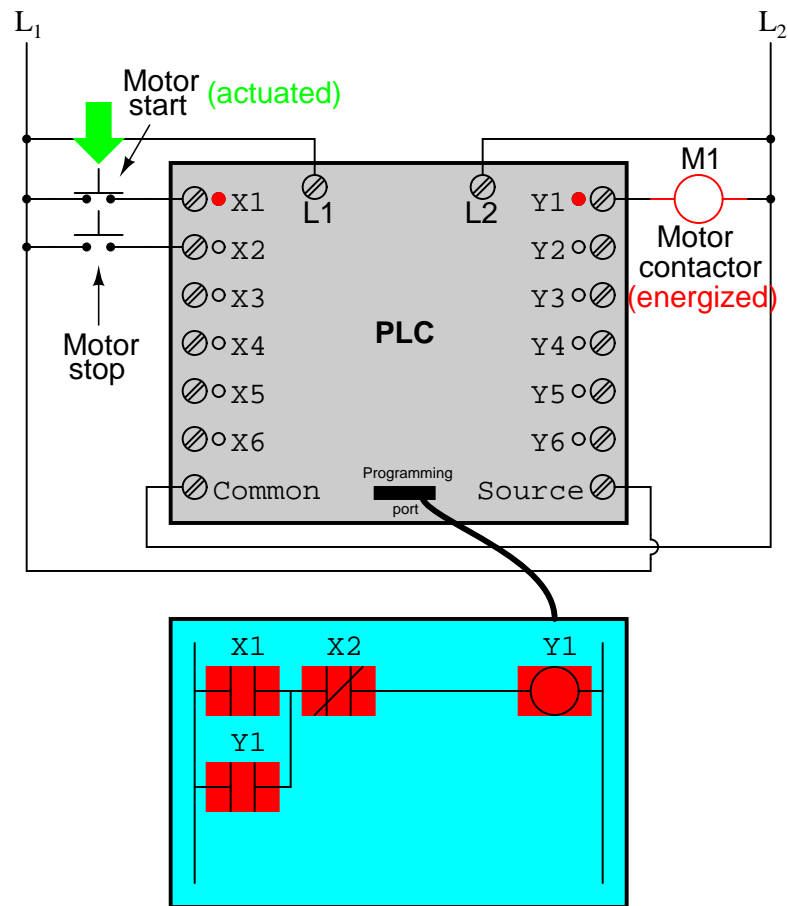 L1
L2
Motor start (actuated)
M1
X1
L1
L2
Y1
X2
Y2
Motor contactor (energized)
X3
Y3
Motor stop
X4
PLC
Y4
X5
Y5
X6
Y6
Common
Programming port
Source
X1
X2
Y1
Y1